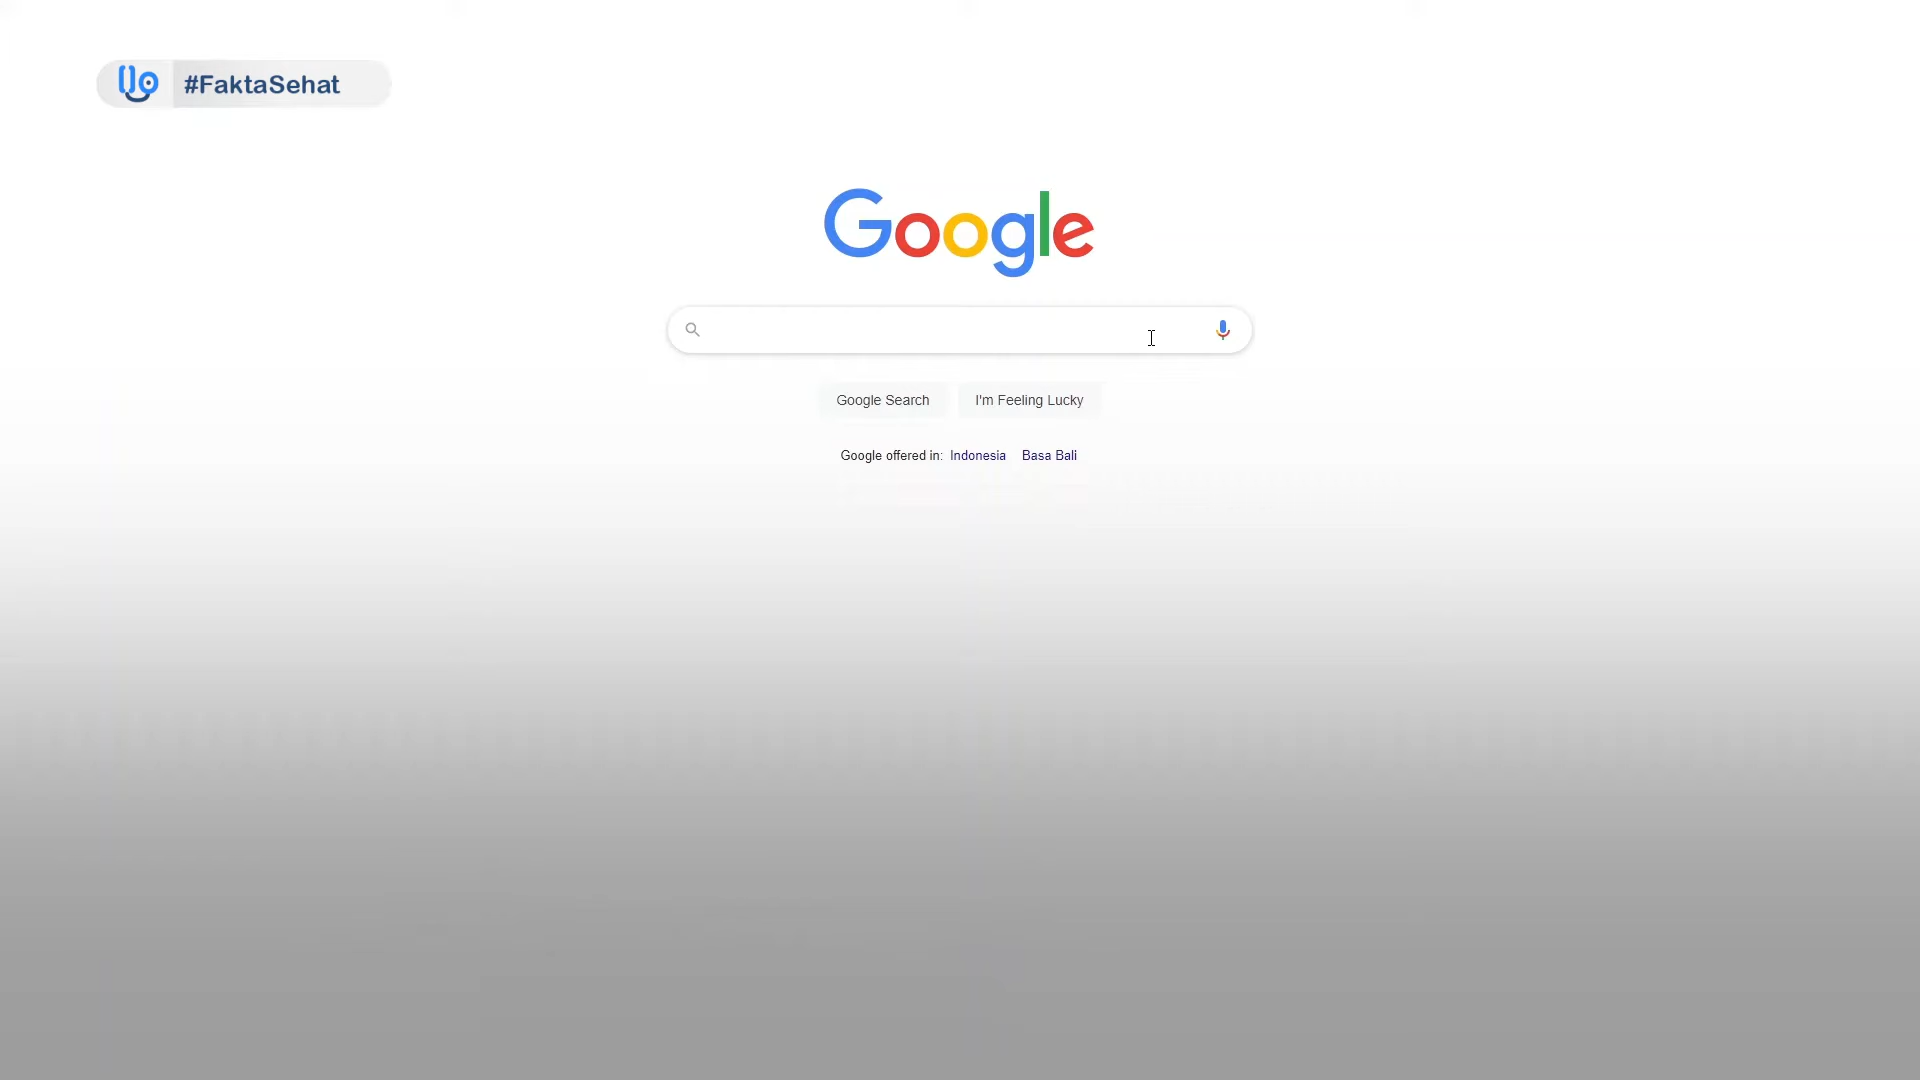 #FaktaSehat
Google
Google Search
I'm Feeling Lucky
Google offered in: Indonesia Basa Bali